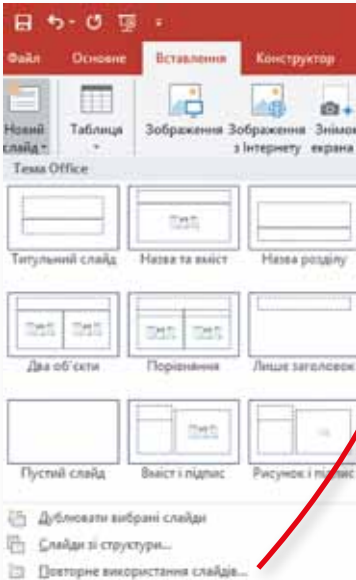 Файл Основне Вставлення Конструктор
Новий слайд Таблиця Зображення Зображення з Інтернету Знімок екрана
Тема Office
Титульний слайд Назва та вміст Назва розділу
Два об'єкти Порівняння Лише заголовок
Пустий слайд Вміст і підпис Рисунок і підпис
Дублювати вибрані слайди
Слайди зі структури...
Повторне використання слайдів...